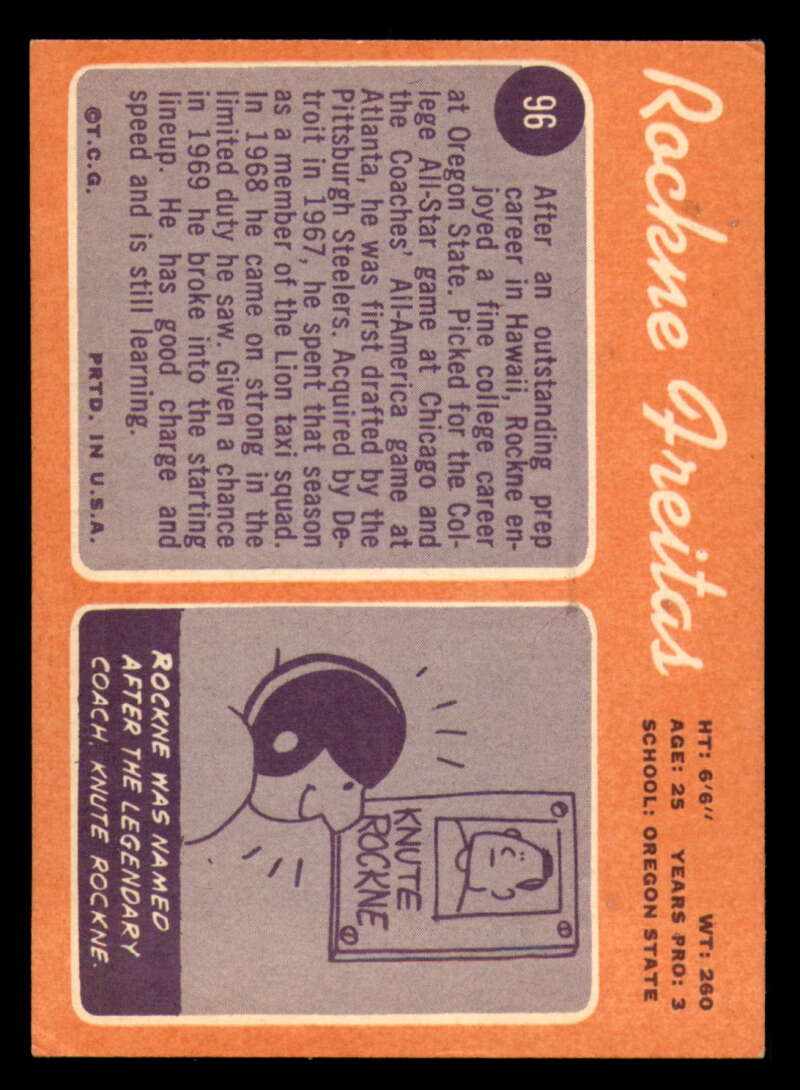 Rockne Freitas
HT: 6'6" WT: 260
AGE: 25 YEARS PRO: 3
SCHOOL: OREGON STATE
96
After an outstanding prep
career in Hawaii, Rockne en-
joyed a fine college career
at Oregon State. Picked for the Col-
lege All-Star game at Chicago and
the Coaches' All-America game at
Atlanta, he was first drafted by the
Pittsburgh Steelers. Acquired by De-
troit in 1967, he spent that season
as a member of the Lion taxi squad.
In 1968 he came on strong in the
limited duty he saw. Given a chance
in 1969 he broke into the starting
lineup. He has good charge and
speed and is still learning.
©T.C.G. PRTD. IN U.S.A.
KNUTE
ROCKNE
ROCKNE WAS NAMED
AFTER THE LEGENDARY
COACH, KNUTE ROCKNE.